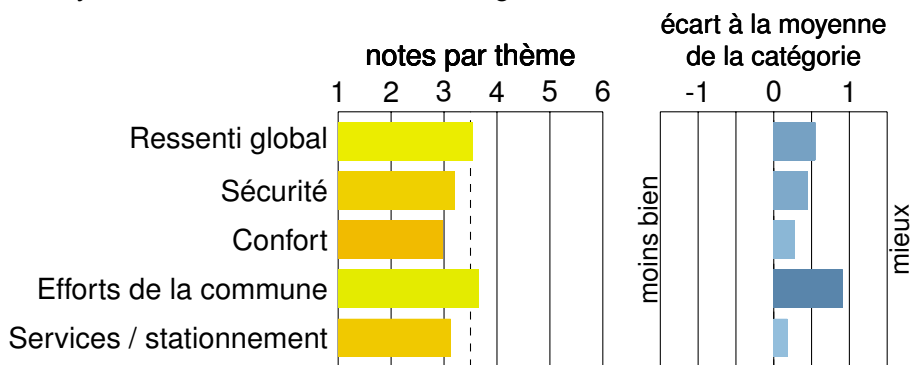 écart à la moyenne
de la catégorie
notes par thème
1 2 3 4 5 6
-1 0 1
Ressenti global
Sécurité
Confort
Efforts de la commune
Services / stationnement
moins bien
mieux